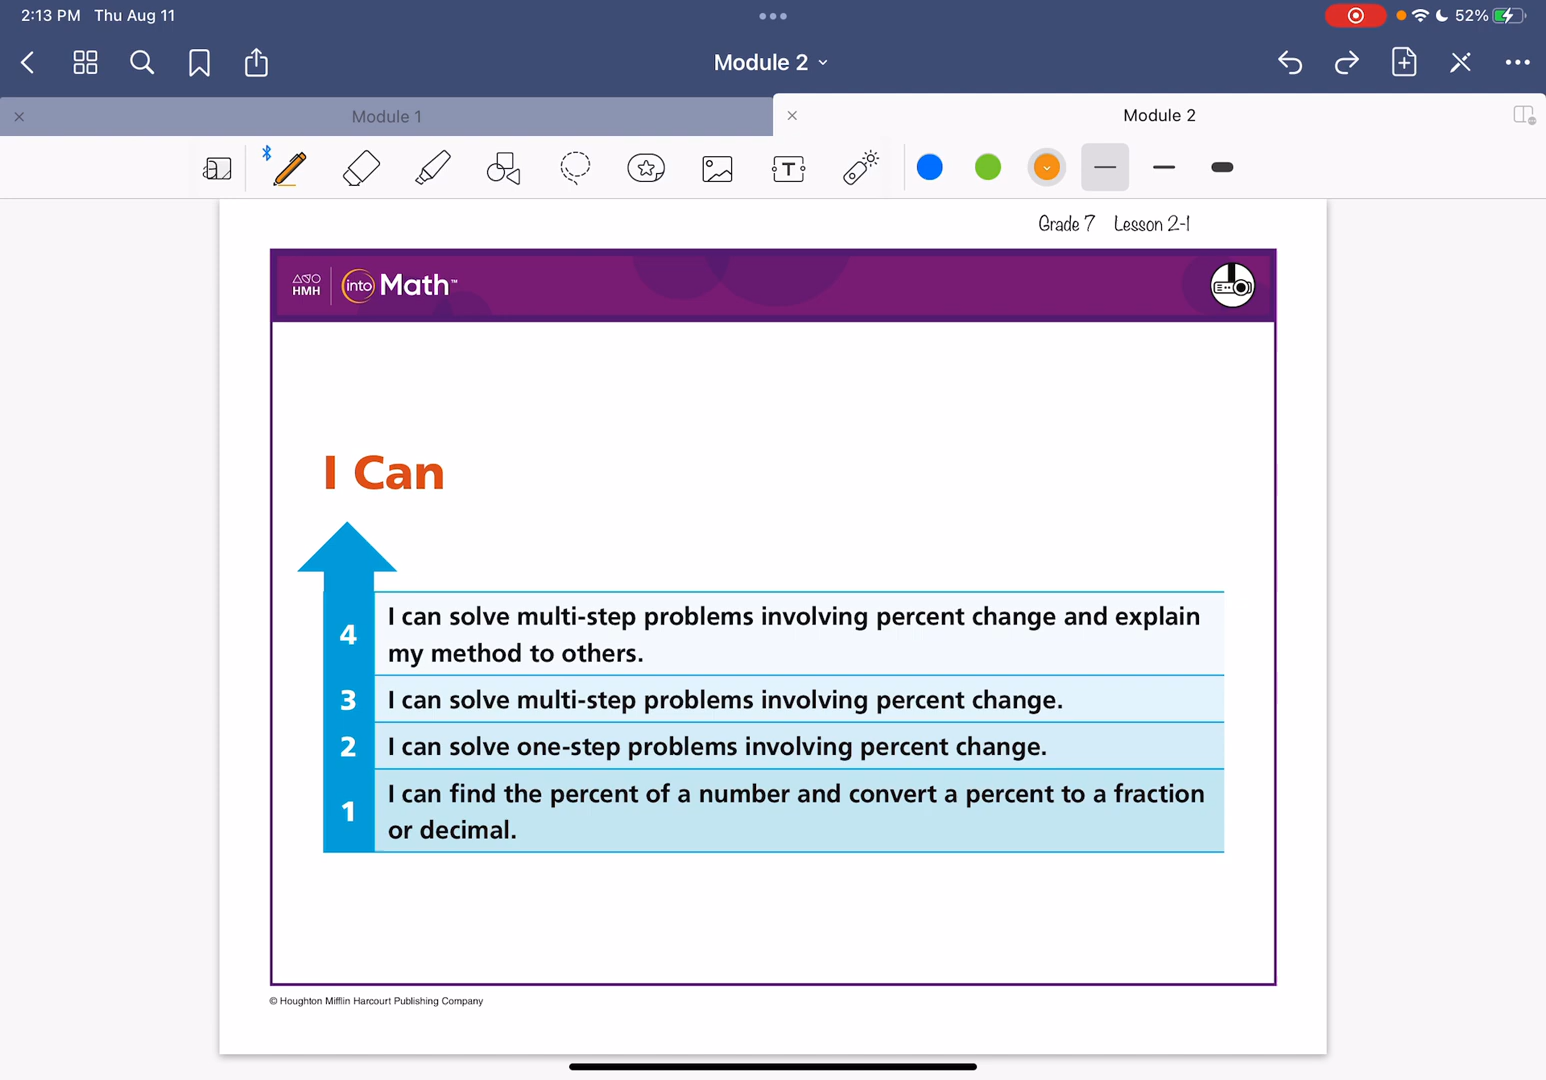 2:13 PM Thu Aug 11
52%
Module 2
Module 1
Module 2
Grade 7 Lesson 2-1
HMH into Math™
I Can
4 I can solve multi-step problems involving percent change and explain
my method to others.
3 I can solve multi-step problems involving percent change.
2 I can solve one-step problems involving percent change.
1 I can find the percent of a number and convert a percent to a fraction
or decimal.
© Houghton Mifflin Harcourt Publishing Company